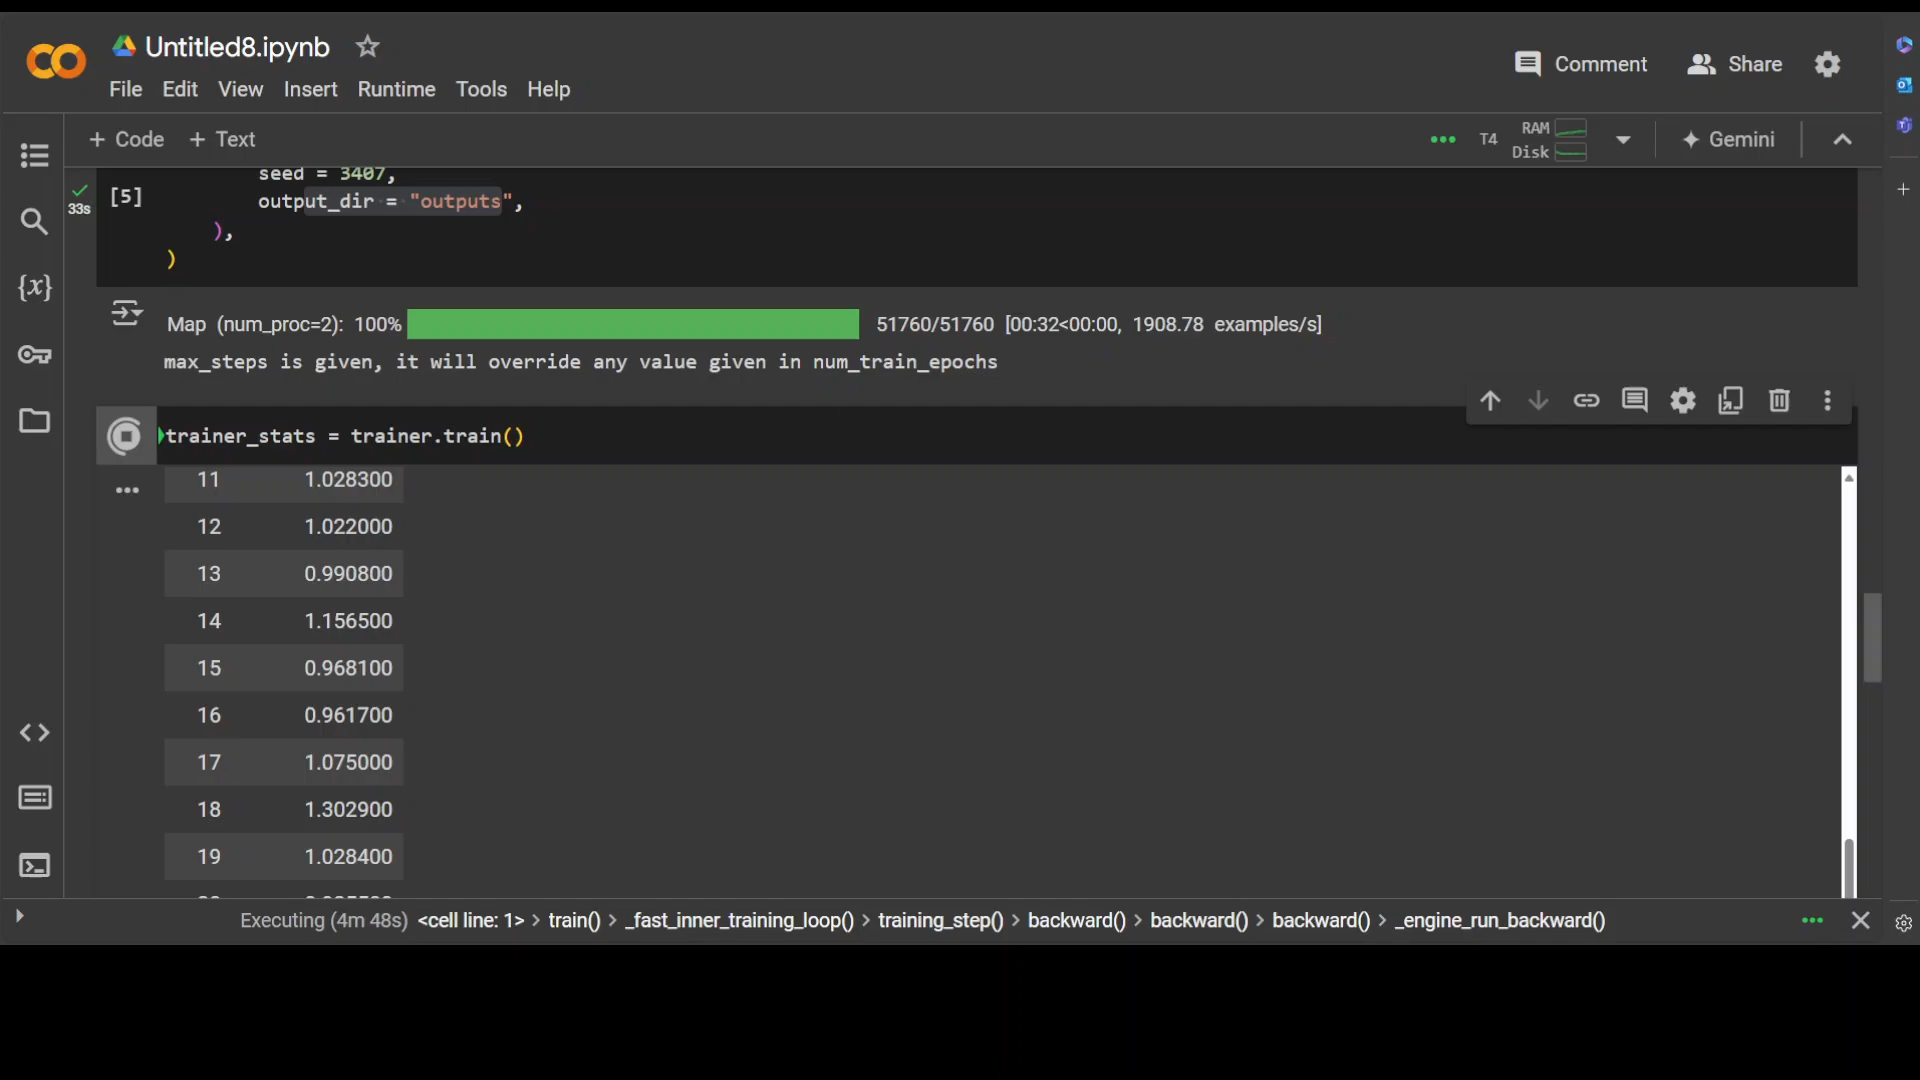 Untitled8.ipynb
Comment Share
File Edit View Insert Runtime Tools Help
+ Code + Text
T4 RAM Disk Gemini
[5] seed = 3407,
33s output_dir = "outputs",
),
)
Map (num_proc=2): 100% 51760/51760 [00:32<00:00, 1908.78 examples/s]
max_steps is given, it will override any value given in num_train_epochs
trainer_stats = trainer.train()
11 1.028300
12 1.022000
13 0.990800
14 1.156500
15 0.968100
16 0.961700
17 1.075000
18 1.302900
19 1.028400
Executing (4m 48s) <cell line: 1> > train() > _fast_inner_training_loop() > training_step() > backward() > backward() > backward() > _engine_run_backward()